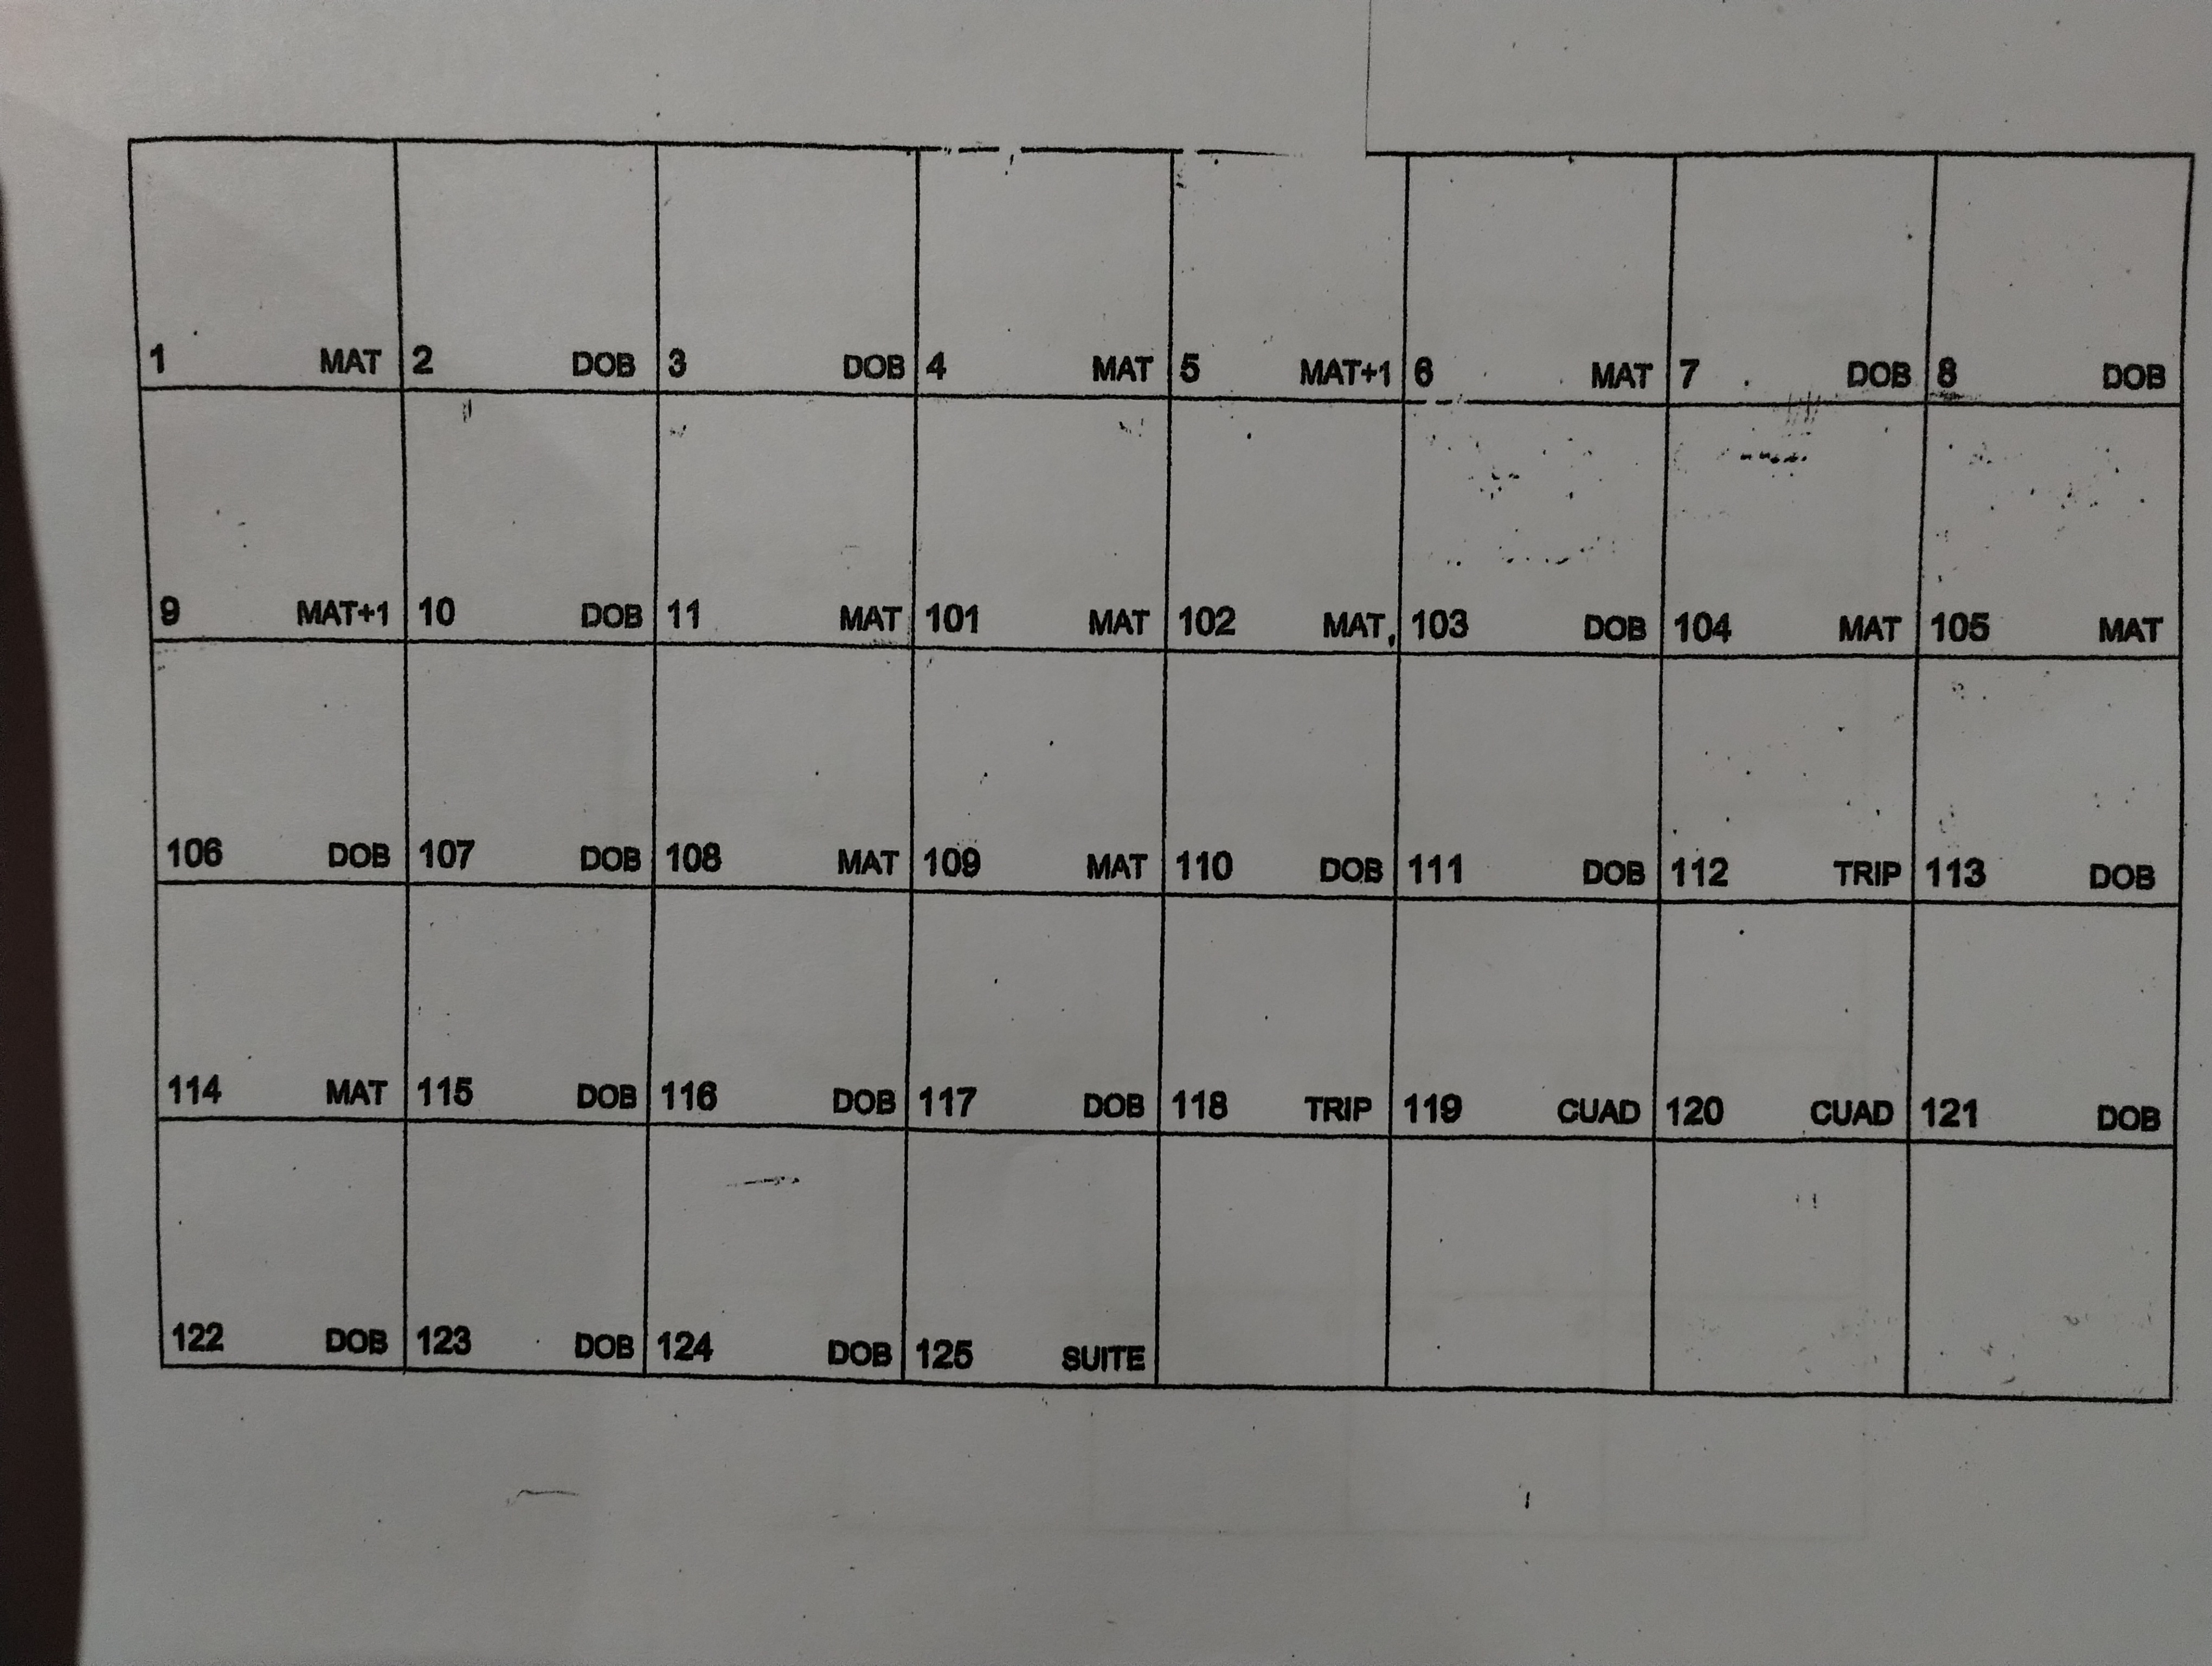 1 MAT 2 DOB 3 DOB 4 MAT 5 MAT+1 6 MAT 7 DOB 8 DOB
9 MAT+1 10 DOB 11 MAT 101 MAT 102 MAT 103 DOB 104 MAT 105 MAT
106 DOB 107 DOB 108 MAT 109 MAT 110 DOB 111 DOB 112 TRIP 113 DOB
114 MAT 115 DOB 116 DOB 117 DOB 118 TRIP 119 CUAD 120 CUAD 121 DOB
122 DOB 123 DOB 124 DOB 125 SUITE